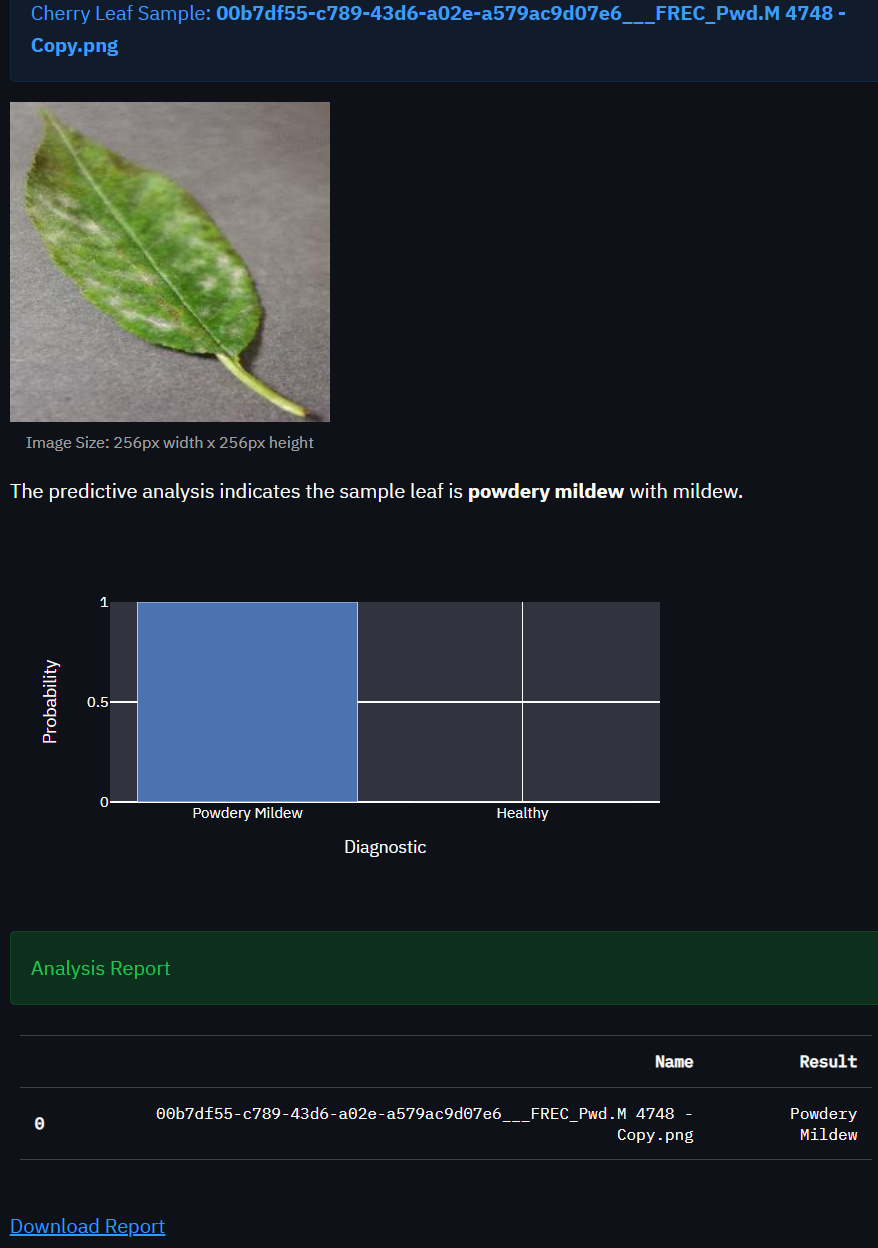 Cherry Leaf Sample: 00b7df55-c789-43d6-a02e-a579ac9d07e6___FREC_Pwd.M 4748 -
Copy.png
Image Size: 256px width x 256px height
The predictive analysis indicates the sample leaf is powdery mildew with mildew.
1
0.5
0
Probability
Powdery Mildew
Healthy
Diagnostic
Analysis Report
Name Result
0 00b7df55-c789-43d6-a02e-a579ac9d07e6___FREC_Pwd.M 4748 - Powdery
Copy.png Mildew
Download Report